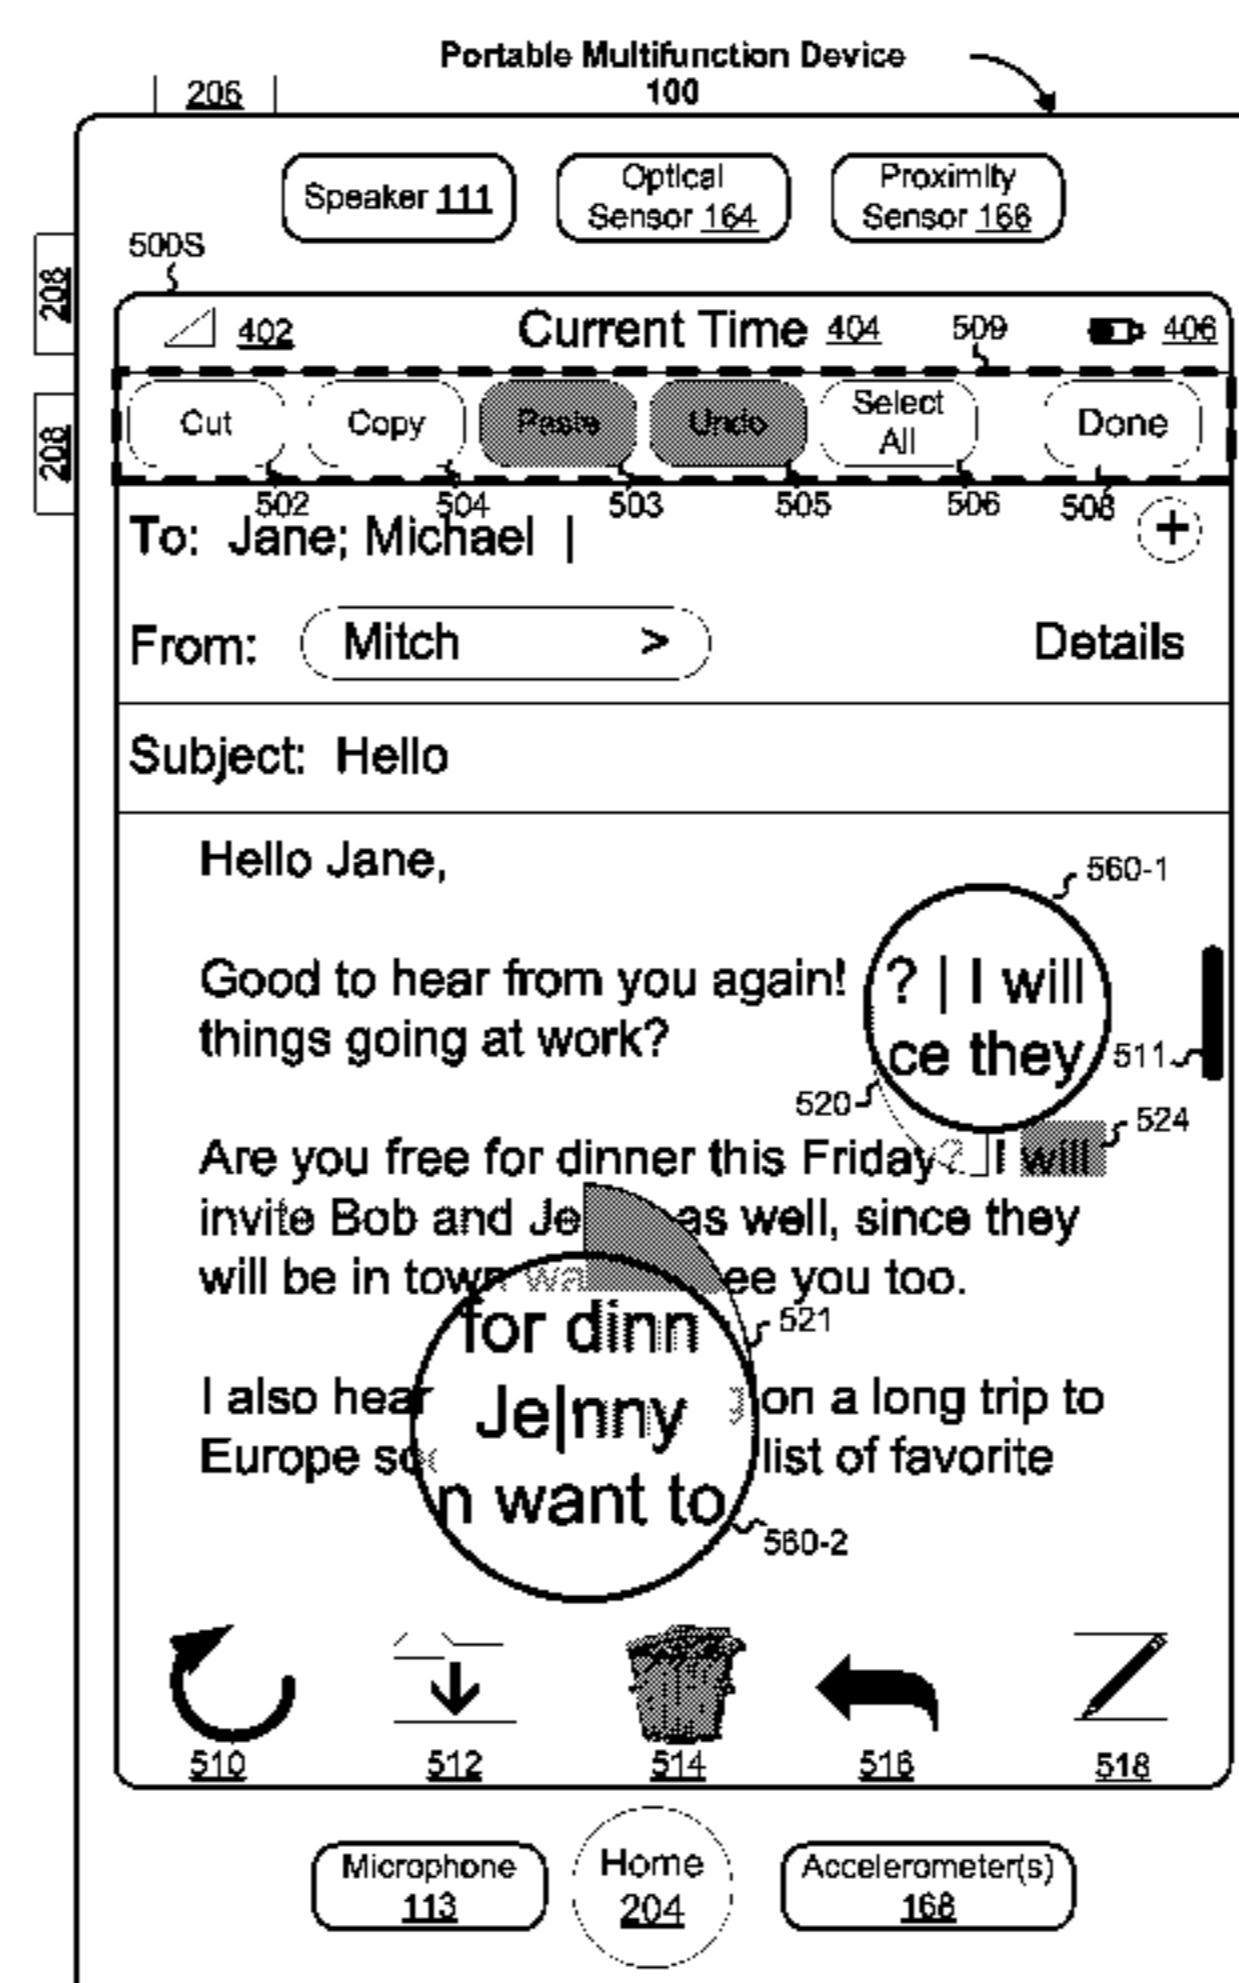 Portable Multifunction Device
100
206
Speaker 111
Optical
Sensor 164
Proximity
Sensor 166
208
500S
402
Current Time 404
509
406
208
Cut
Copy
Paste
Undo
Select
All
Done
502
504
503
505
506
508
To: Jane; Michael |
+
From: Mitch >
Details
Subject: Hello
Hello Jane,
560-1
Good to hear from you again!
? | I will
things going at work?
ce they
511
520
524
Are you free for dinner this Friday? I will
invite Bob and Je as well, since they
will be in town wa ee you too.
for dinn
521
I also hear
Je|nny
g on a long trip to
Europe so
list of favorite
n want to
560-2
510
512
514
516
518
Microphone
113
Home
204
Accelerometer(s)
168